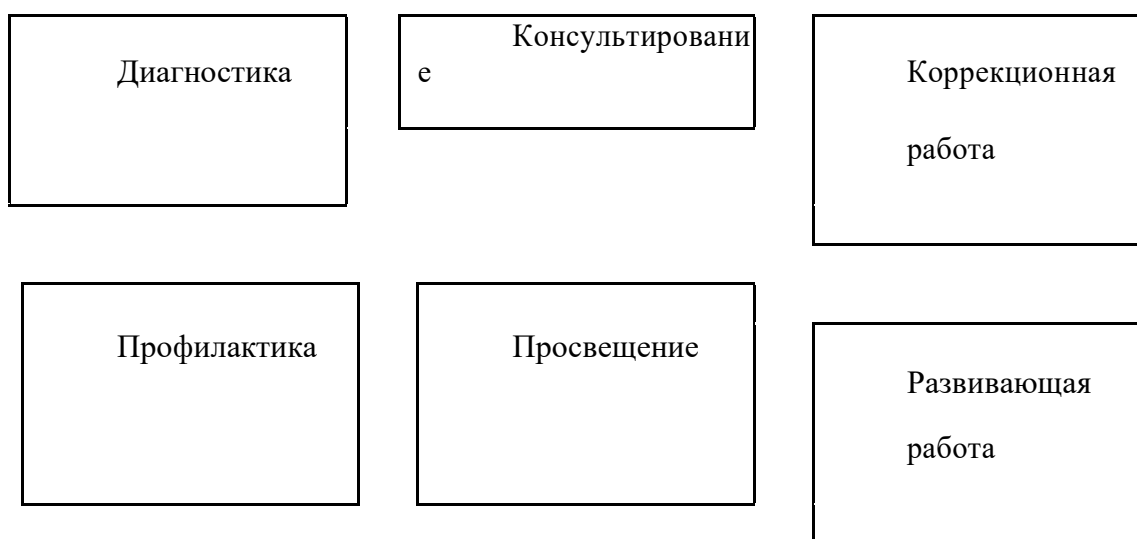 Диагностика
Консультировани
е
Коррекционная
работа
Профилактика
Просвещение
Развивающая
работа